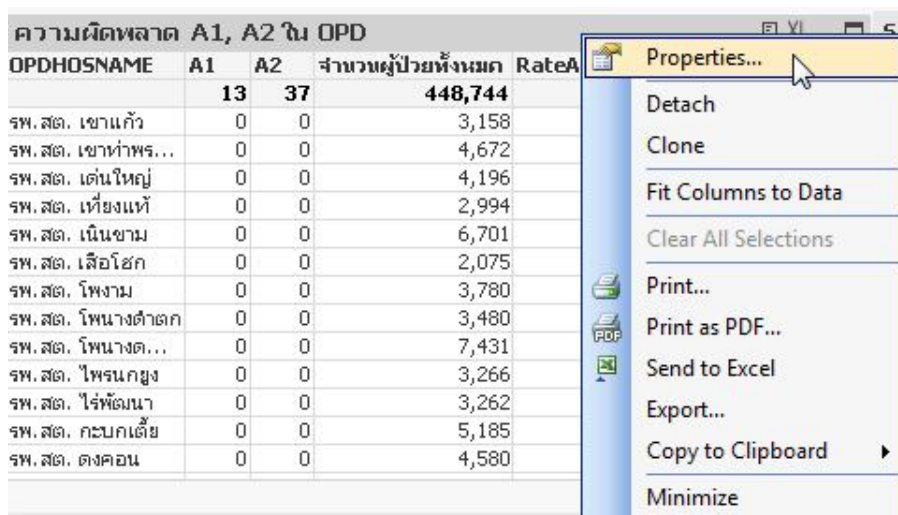 ความผิดพลาด A1, A2 ใน OPD XL
OPDHOSNAME A1 A2 จำนวนผู้ป่วยทั้งหมด RateA
13 37 448,744
รพ.สต. เขาแก้ว 0 0 3,158
รพ.สต. เขาท่าพร... 0 0 4,672
รพ.สต. เด่นใหญ่ 0 0 4,196
รพ.สต. เที่ยงแท้ 0 0 2,994
รพ.สต. เนินขาม 0 0 6,701
รพ.สต. เสือโฮก 0 0 2,075
รพ.สต. โพงาม 0 0 3,780
รพ.สต. โพนางดำตก 0 0 3,480
รพ.สต. โพนางด... 0 0 7,431
รพ.สต. ไพรนกยูง 0 0 3,266
รพ.สต. ไร่พัฒนา 0 0 3,262
รพ.สต. กะบกเตี้ย 0 0 5,185
รพ.สต. ดงคอน 0 0 4,580
Properties...
Detach
Clone
Fit Columns to Data
Clear All Selections
Print...
PDF Print as PDF...
Send to Excel
Export...
Copy to Clipboard
Minimize